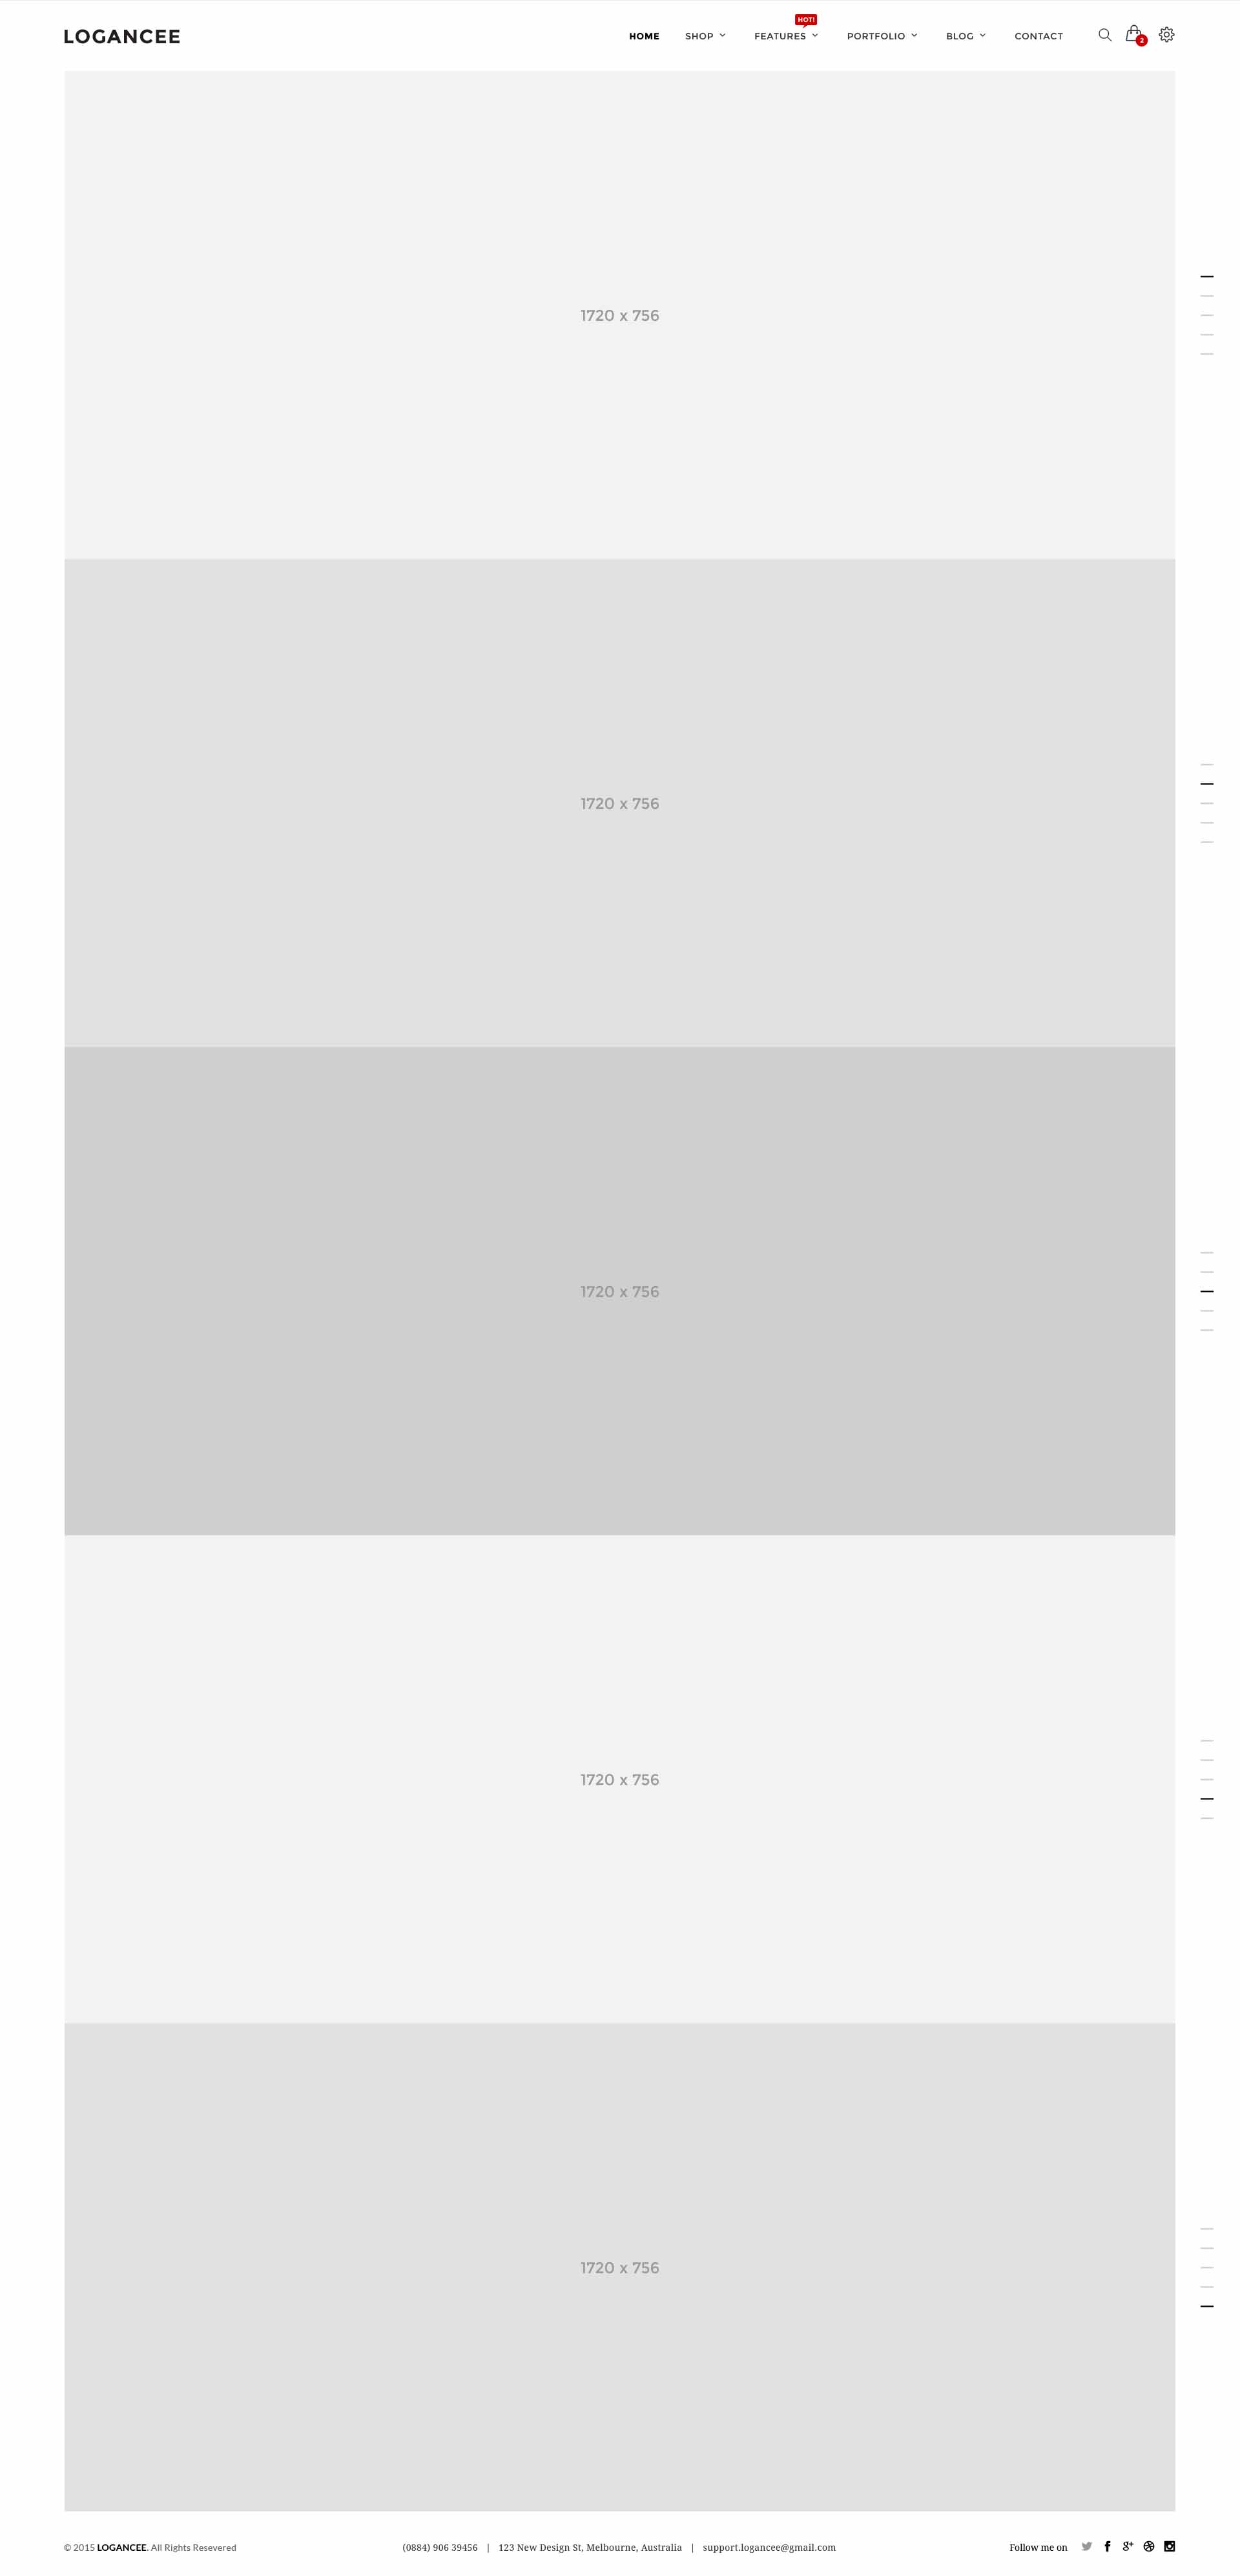 LOGANCEE
HOT!
HOME SHOP FEATURES PORTFOLIO BLOG CONTACT
2
1720 x 756
1720 x 756
1720 x 756
1720 x 756
1720 x 756
© 2015 LOGANCEE. All Rights Resevered
(0884) 906 39456 | 123 New Design St, Melbourne, Australia | support.logancee@gmail.com
Follow me on